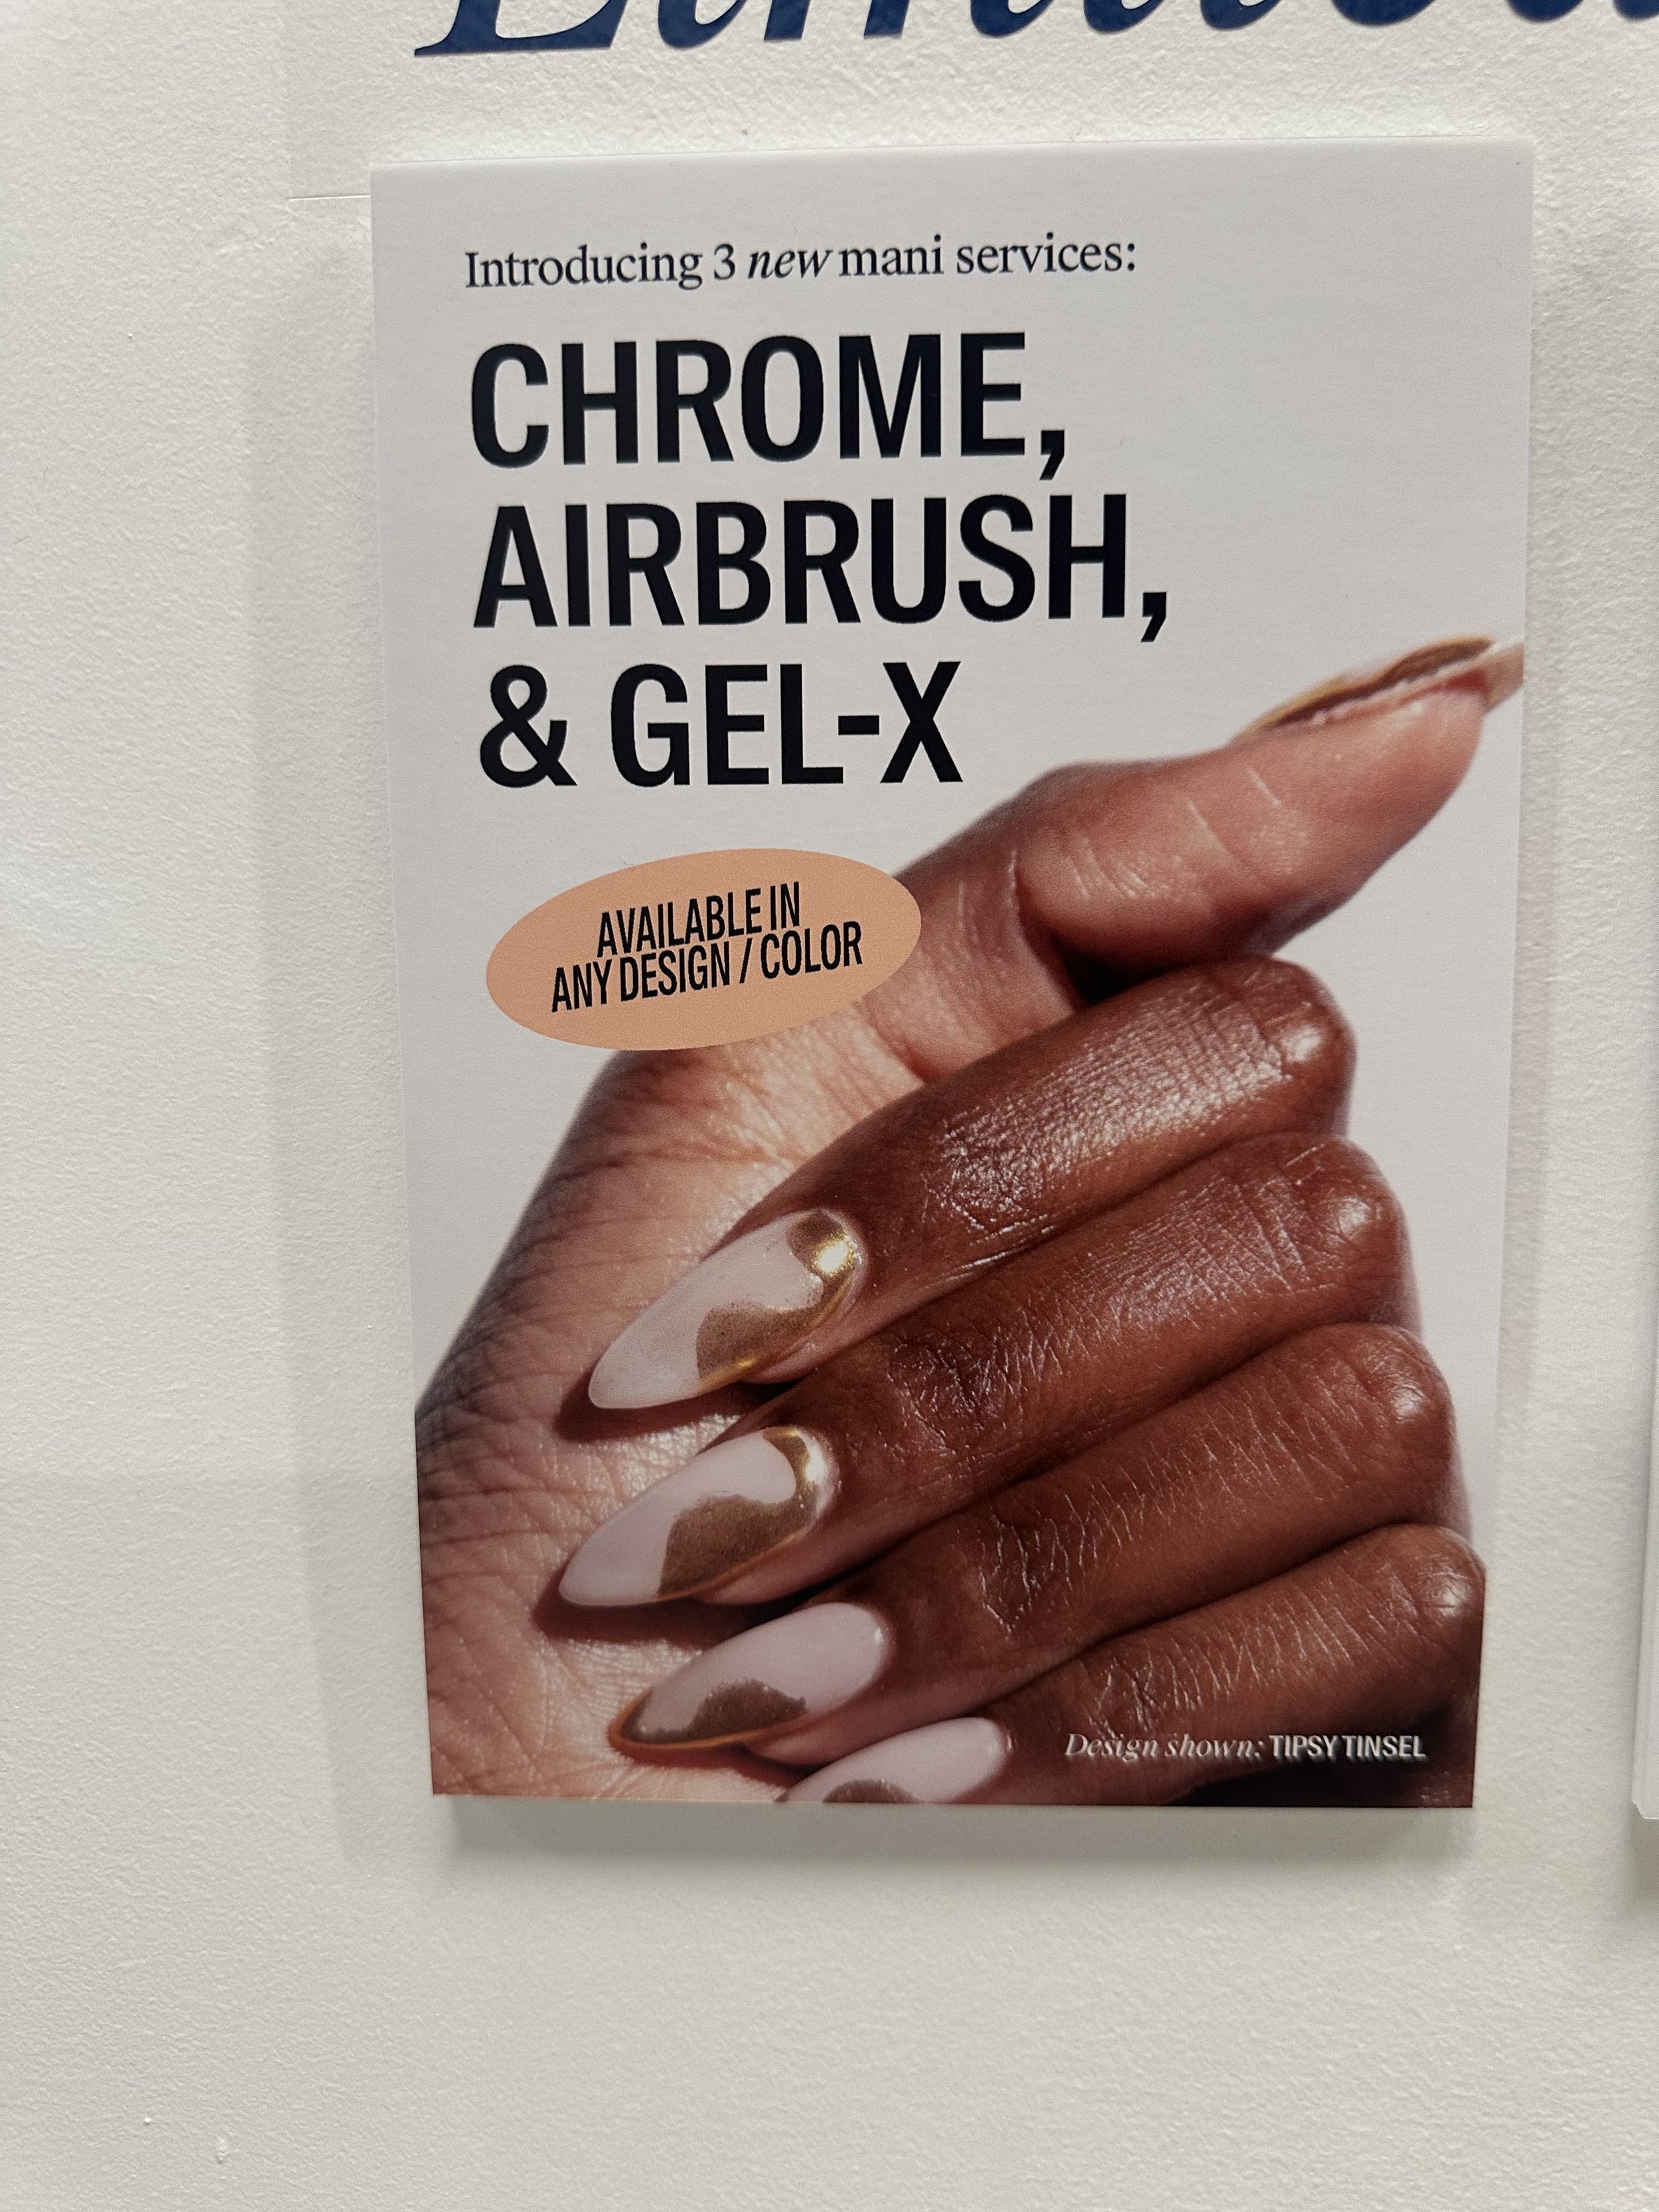 Introducing 3 new mani services:
CHROME,
AIRBRUSH,
& GEL-X
AVAILABLE IN
ANY DESIGN / COLOR
Design shown: TIPSY TINSEL